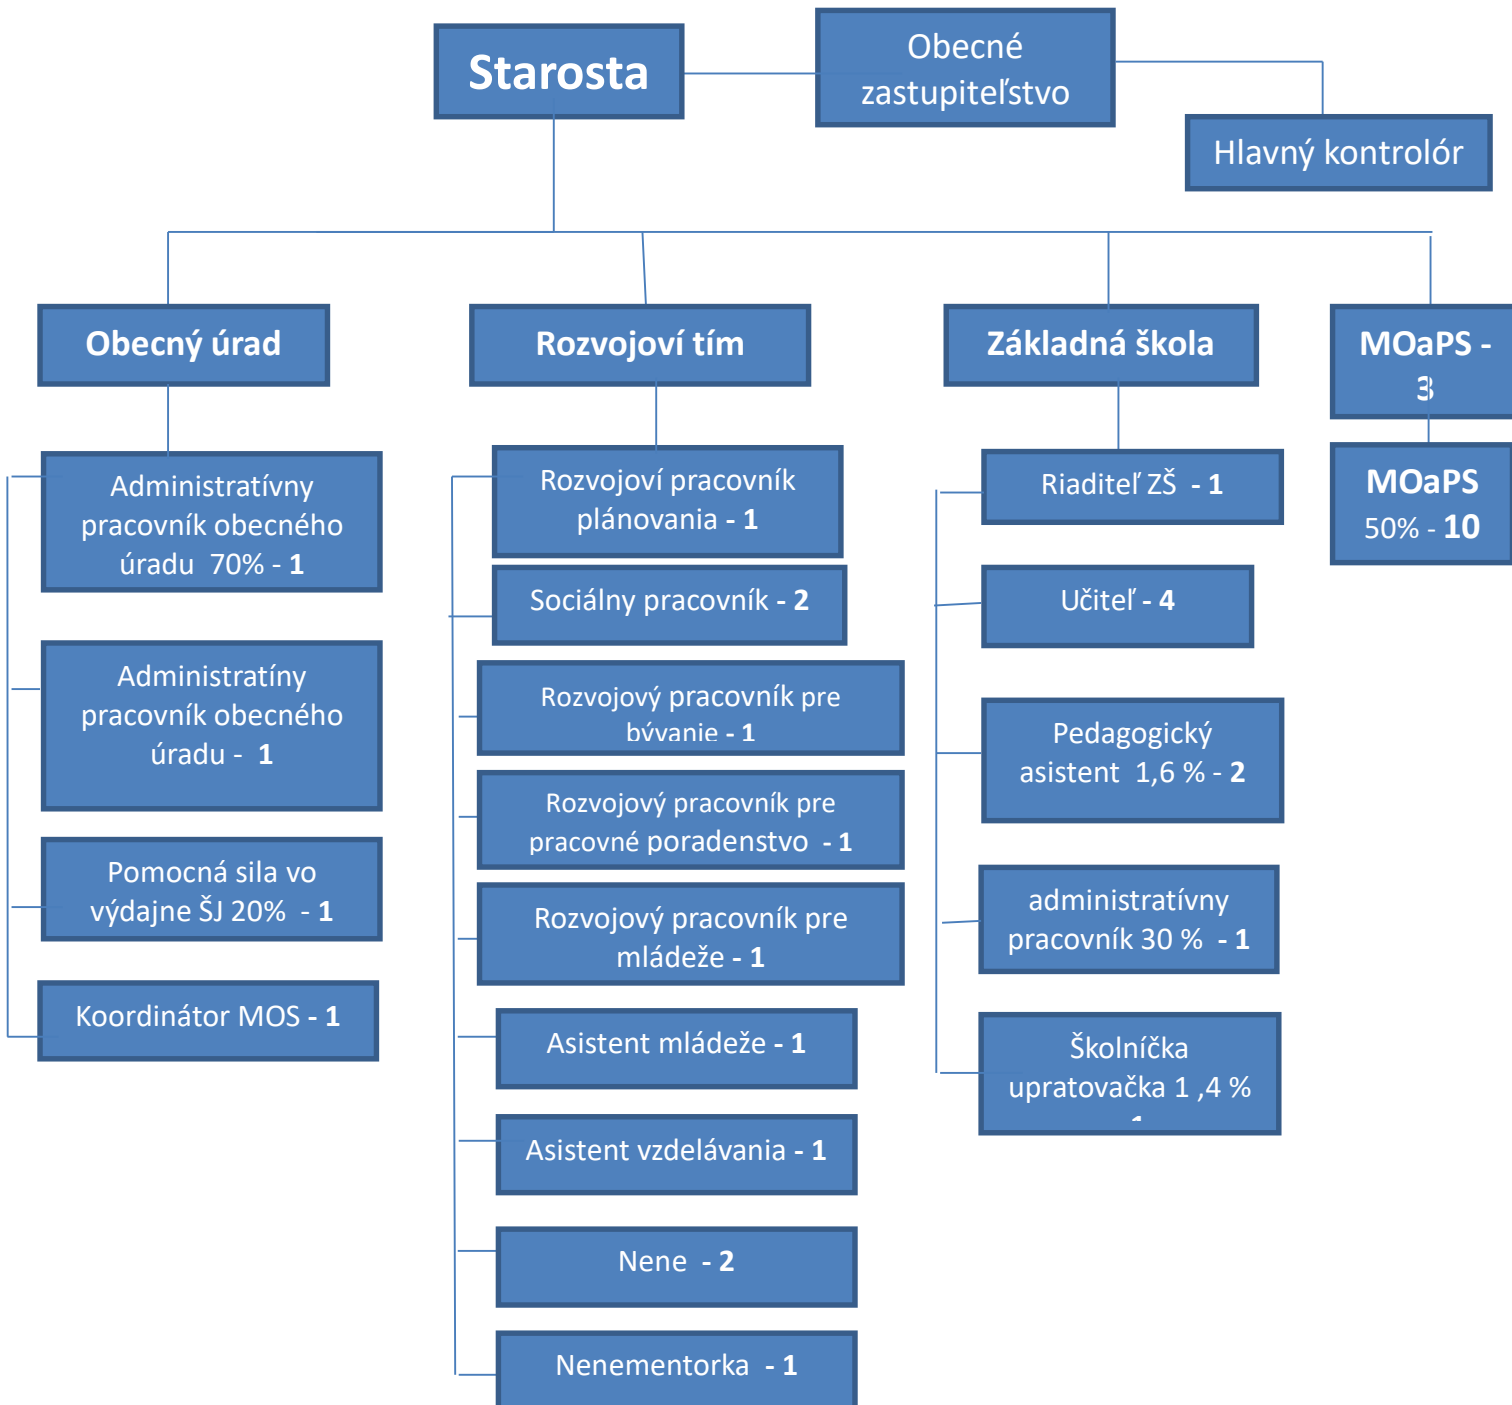 Starosta
Obecné
zastupiteľstvo
Hlavný kontrolór
Obecný úrad
Administratívny
pracovník obecného
úradu 70% - 1
Administratíny
pracovník obecného
úradu - 1
Pomocná sila vo
výdajne ŠJ 20% - 1
Koordinátor MOS - 1
Rozvojoví tím
Rozvojoví pracovník
plánovania - 1
Sociálny pracovník - 2
Rozvojový pracovník pre
bývanie - 1
Rozvojový pracovník pre
pracovné poradenstvo - 1
Rozvojový pracovník pre
mládeže - 1
Asistent mládeže - 1
Asistent vzdelávania - 1
Nene - 2
Nenementorka - 1
Základná škola
Riaditeľ ZŠ - 1
Učiteľ - 4
Pedagogický
asistent 1,6 % - 2
administratívny
pracovník 30 % - 1
Školníčka
upratovačka 1 ,4 %
MOaPS -
3
MOaPS
50% - 10